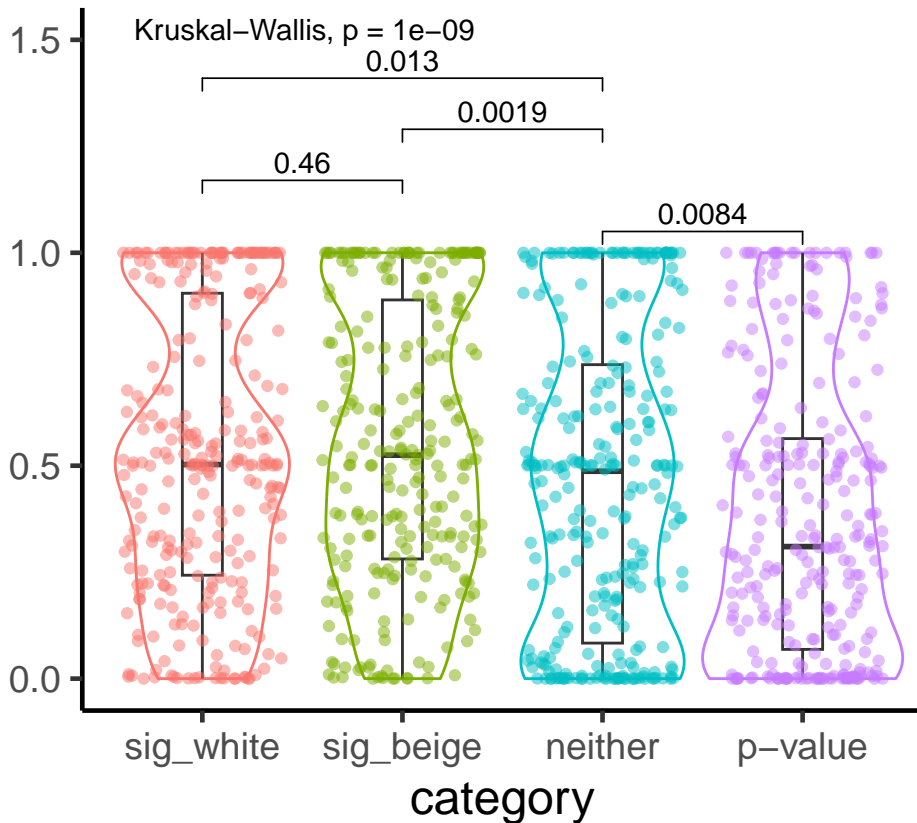 Kruskal−Wallis, p = 1e−09
0.013
0.0019
0.46
0.0084
1.5
1.0
0.5
0.0
sig_white sig_beige neither p−value
category